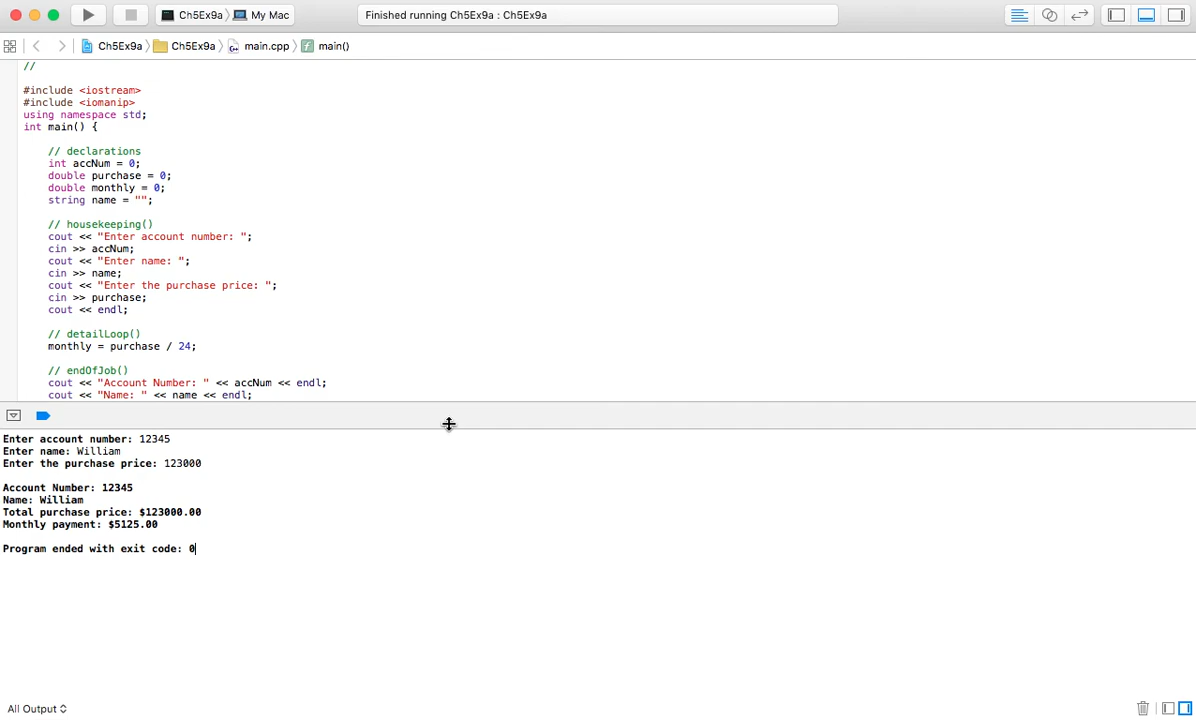 Ch5Ex9a
My Mac
Finished running Ch5Ex9a : Ch5Ex9a
Ch5Ex9a
Ch5Ex9a
main.cpp
main()
//
#include <iostream>
#include <iomanip>
using namespace std;
int main() {
// declarations
int accNum = 0;
double purchase = 0;
double monthly = 0;
string name = "";
// housekeeping()
cout << "Enter account number: ";
cin >> accNum;
cout << "Enter name: ";
cin >> name;
cout << "Enter the purchase price: ";
cin >> purchase;
cout << endl;
// detailLoop()
monthly = purchase / 24;
// endOfJob()
cout << "Account Number: " << accNum << endl;
cout << "Name: " << name << endl;
Enter account number: 12345
Enter name: William
Enter the purchase price: 123000
Account Number: 12345
Name: William
Total purchase price: $123000.00
Monthly payment: $5125.00
Program ended with exit code: 0
All Output